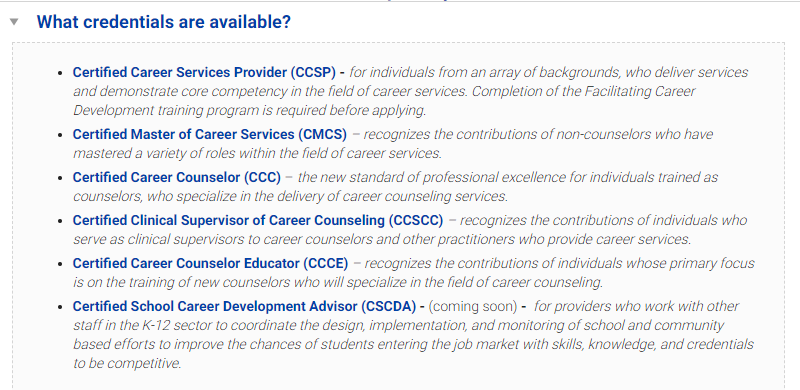 What credentials are available?
Certified Career Services Provider (CCSP) - for individuals from an array of backgrounds, who deliver services
and demonstrate core competency in the field of career services. Completion of the Facilitating Career
Development training program is required before applying.
Certified Master of Career Services (CMCS) – recognizes the contributions of non-counselors who have
mastered a variety of roles within the field of career services.
Certified Career Counselor (CCC) – the new standard of professional excellence for individuals trained as
counselors, who specialize in the delivery of career counseling services.
Certified Clinical Supervisor of Career Counseling (CCSCC) – recognizes the contributions of individuals who
serve as clinical supervisors to career counselors and other practitioners who provide career services.
Certified Career Counselor Educator (CCCE) – recognizes the contributions of individuals whose primary focus
is on the training of new counselors who will specialize in the field of career counseling.
Certified School Career Development Advisor (CSCDA) - (coming soon) - for providers who work with other
staff in the K-12 sector to coordinate the design, implementation, and monitoring of school and community
based efforts to improve the chances of students entering the job market with skills, knowledge, and credentials
to be competitive.